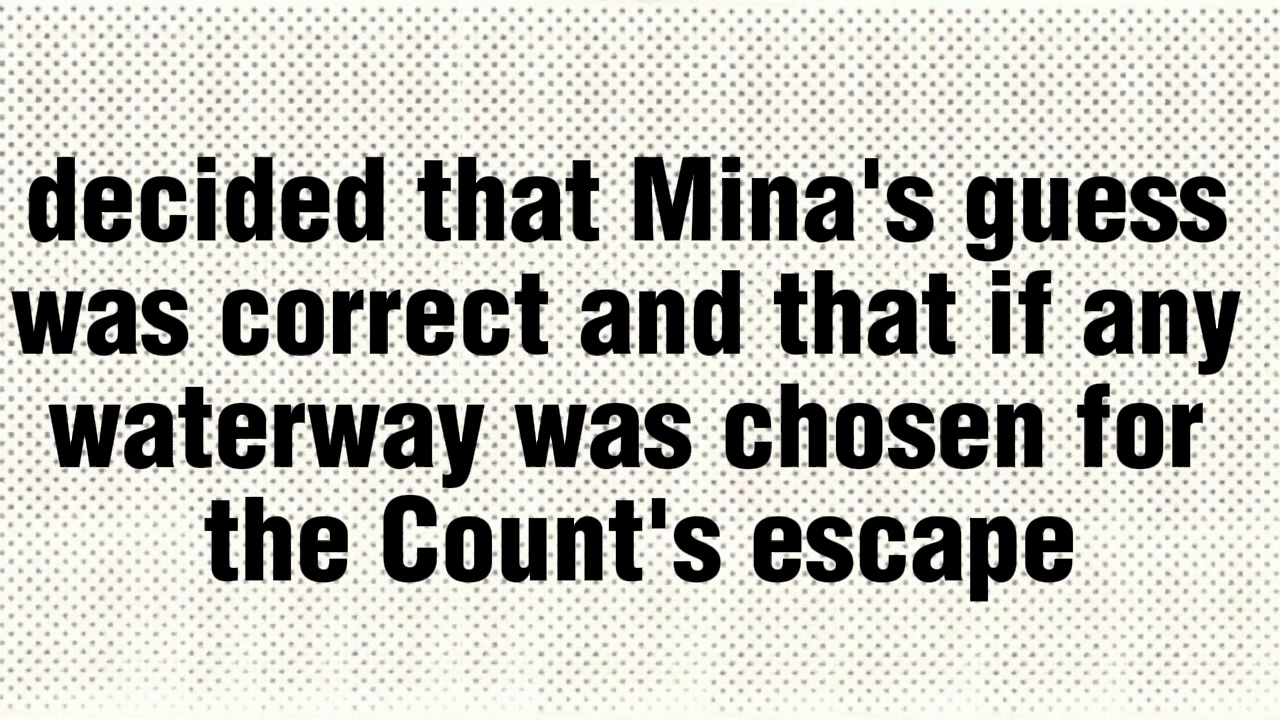 decided that Mina's guess
was correct and that if any
waterway was chosen for
the Count's escape